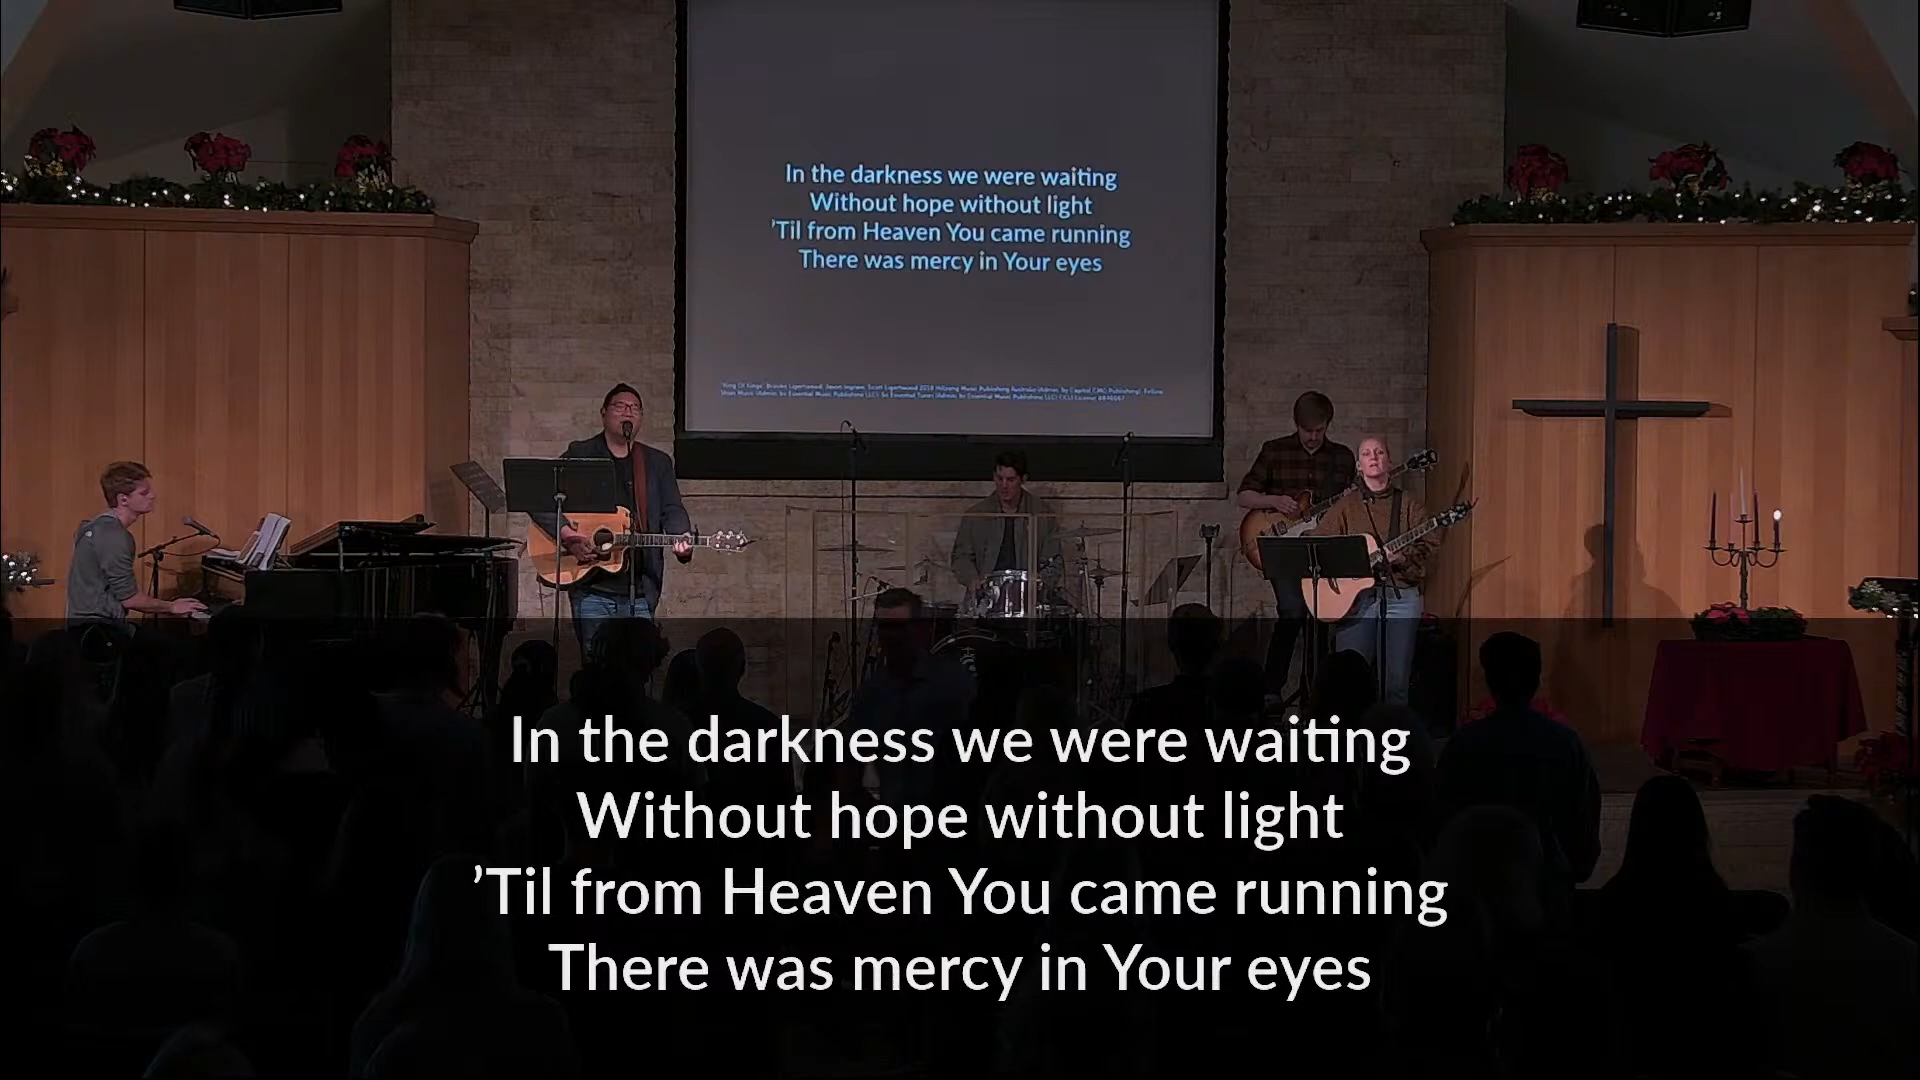 In the darkness we were waiting
Without hope without light
’Til from Heaven You came running
There was mercy in Your eyes
In the darkness we were waiting
Without hope without light
’Til from Heaven You came running
There was mercy in Your eyes